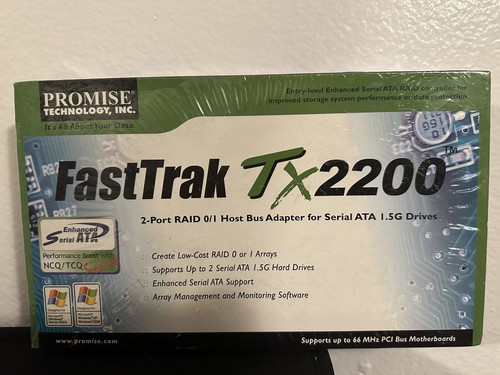 PROMISE®
TECHNOLOGY, INC.
It's All About Your Data
Entry-level Enhanced Serial ATA RAID controller for
improved storage system performance or data protection
FastTrak TX2200™
2-Port RAID 0/1 Host Bus Adapter for Serial ATA 1.5G Drives
Enhanced
Serial ATA
Performance Boost With
NCQ/TCQ
:: Create Low-Cost RAID 0 or 1 Arrays
:: Supports Up to 2 Serial ATA 1.5G Hard Drives
:: Enhanced Serial ATA Support
:: Array Management and Monitoring Software
www.promise.com
Supports up to 66 MHz PCI Bus Motherboards